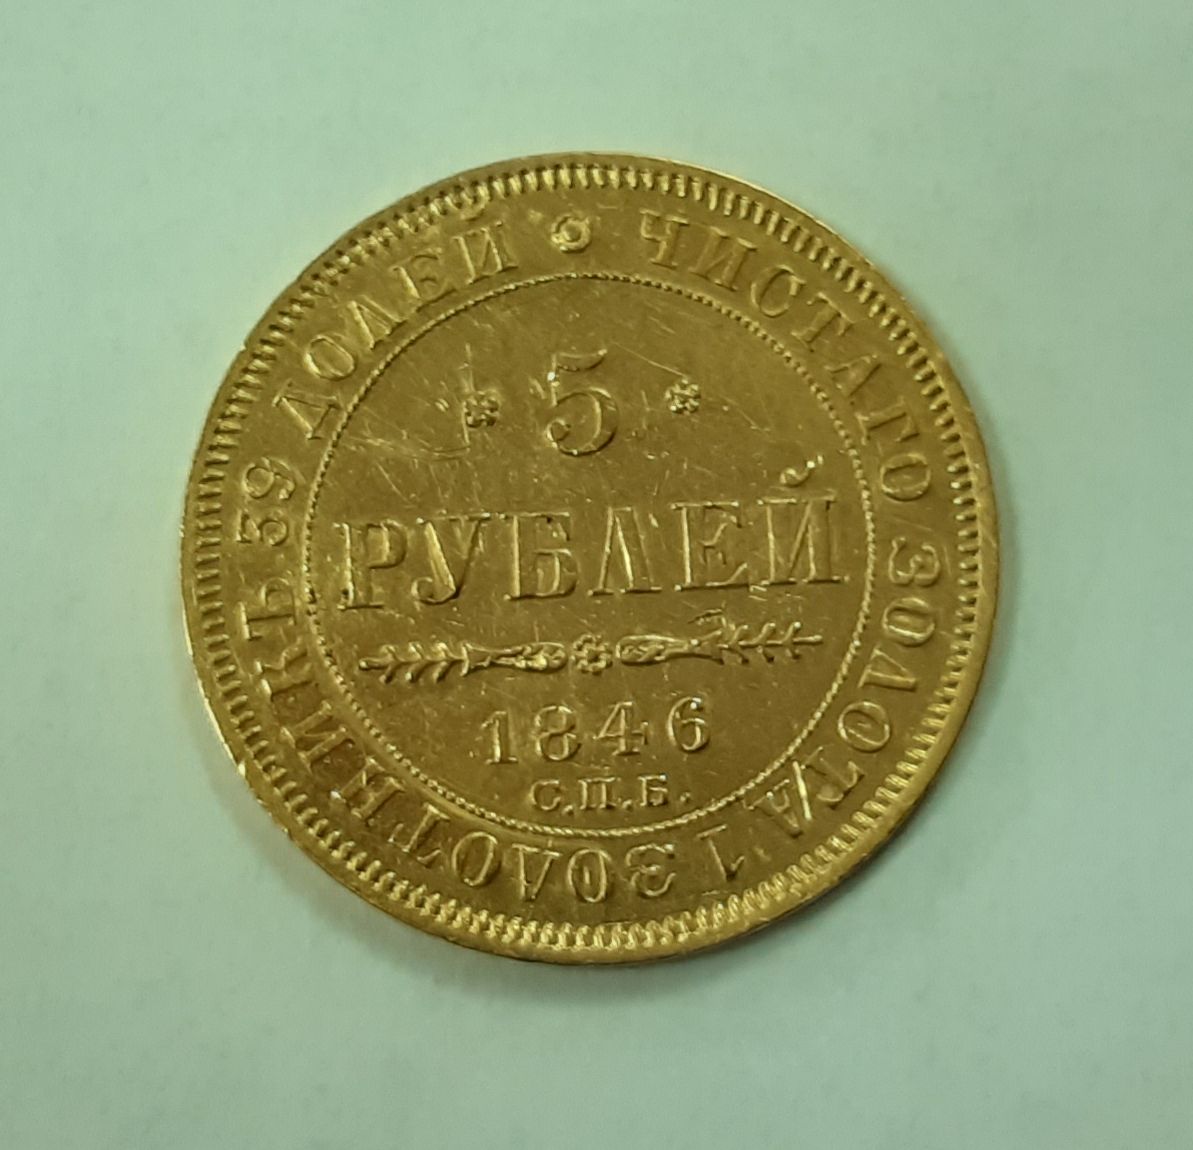 ЧИСТАГО ЗОЛОТА 1 ЗОЛОТНИКЪ 39 ДОЛЕЙ
5
РУБЛЕЙ
1846
С.П.Б.